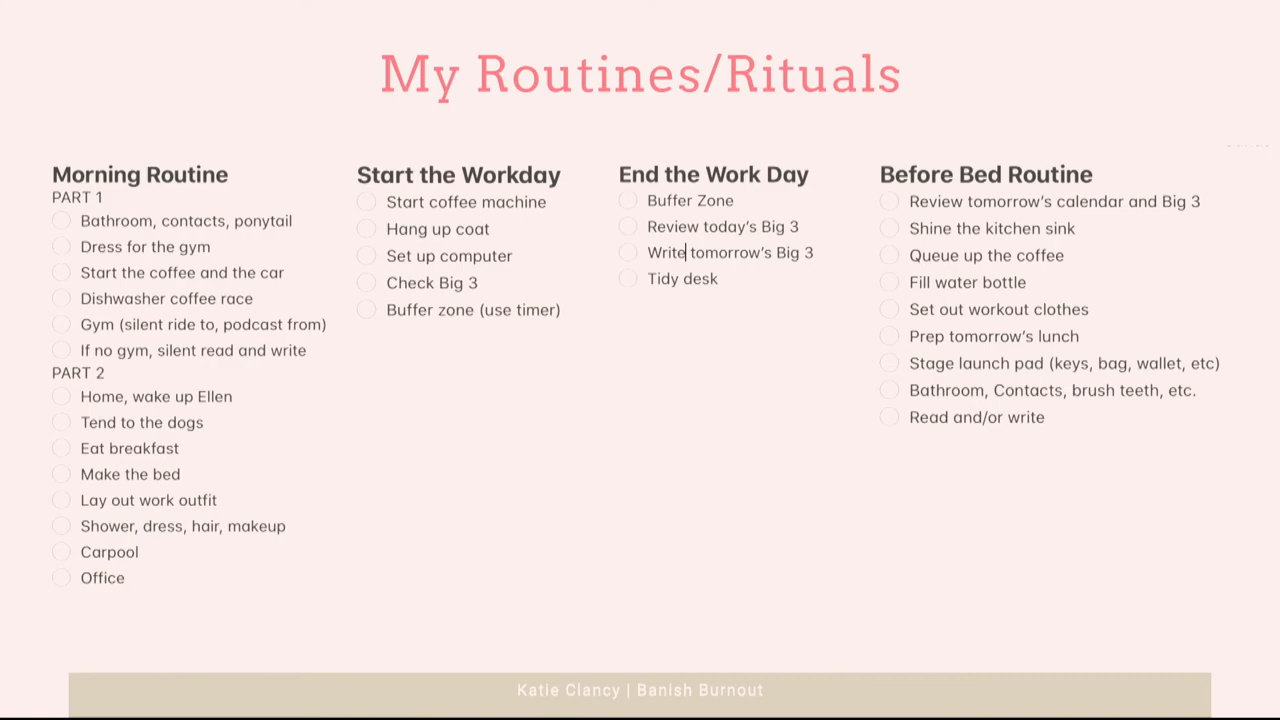 My Routines/Rituals
Morning Routine
PART 1
Bathroom, contacts, ponytail
Dress for the gym
Start the coffee and the car
Dishwasher coffee race
Gym (silent ride to, podcast from)
If no gym, silent read and write
PART 2
Home, wake up Ellen
Tend to the dogs
Eat breakfast
Make the bed
Lay out work outfit
Shower, dress, hair, makeup
Carpool
Office
Start the Workday
Start coffee machine
Hang up coat
Set up computer
Check Big 3
Buffer zone (use timer)
End the Work Day
Buffer Zone
Review today’s Big 3
Write tomorrow’s Big 3
Tidy desk
Before Bed Routine
Review tomorrow’s calendar and Big 3
Shine the kitchen sink
Queue up the coffee
Fill water bottle
Set out workout clothes
Prep tomorrow’s lunch
Stage launch pad (keys, bag, wallet, etc)
Bathroom, Contacts, brush teeth, etc.
Read and/or write
Katie Clancy | Banish Burnout